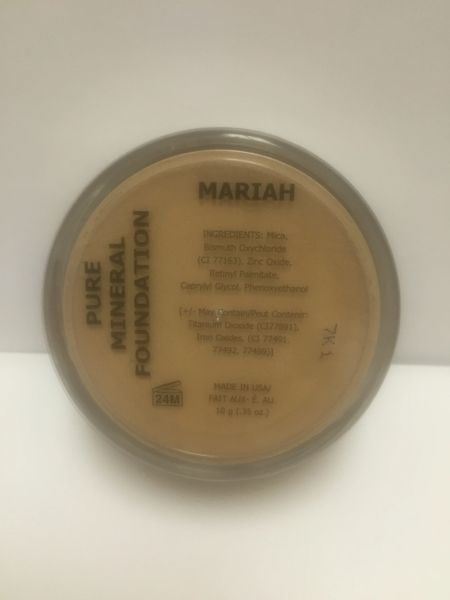 MARIAH
INGREDIENTS: Mica,
Bismuth Oxychloride
(CI 77163), Zinc Oxide,
Retinyl Palmitate,
Caprylyl Glycol, Phenoxyethanol
[+/- May Contain/Peut Contenir:
Titanium Dioxide (CI77891),
Iron Oxides, (CI 77491,
77492, 77499)]
MADE IN USA/
FAIT AUX- É. AU.
10 g (.35 oz.)
PURE
MINERAL
FOUNDATION
24M
7K 1